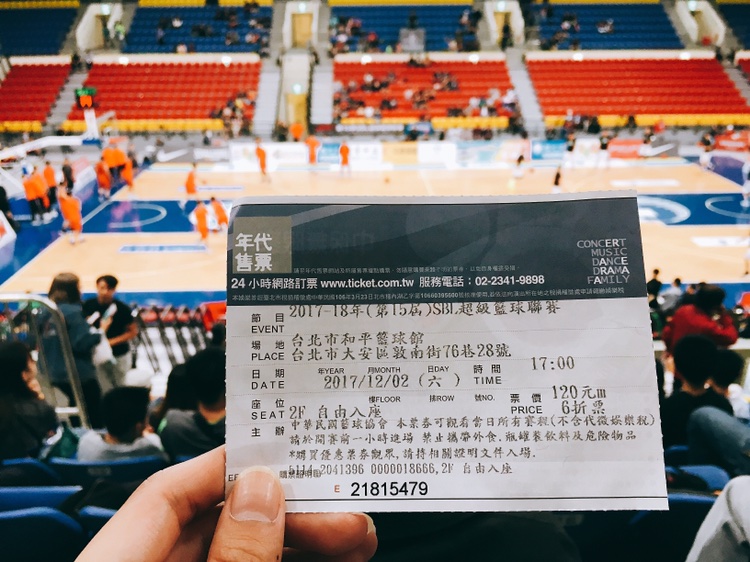 年代
售票
CONCERT
MUSIC
DANCE
DRAMA
FAMILY
24 小時網路訂票 www.ticket.com.tw 服務電話：02-2341-9898
節目 EVENT 2017-18年(第15屆)SBL超級籃球聯賽
場地 PLACE 台北市和平籃球館
台北市大安區敦南街76巷28號
日期 DATE 年YEAR 月MONTH 日DAY 時間 TIME 17:00
2017/12/02 (六)
座位 SEAT 樓FLOOR 排ROW 號NO. 票價 PRICE 120元m
2F 自由入座 6折票
主辦 中華民國籃球協會 本票券可觀看當日所有賽程(不含代徵娛樂稅)
請於開賽前一小時進場 禁止攜帶外食,瓶罐裝飲料及危險物品
*購買優惠票券觀眾,請持相關證明文件入場.
2041396 0000018666,2F 自由入座
E 21815479